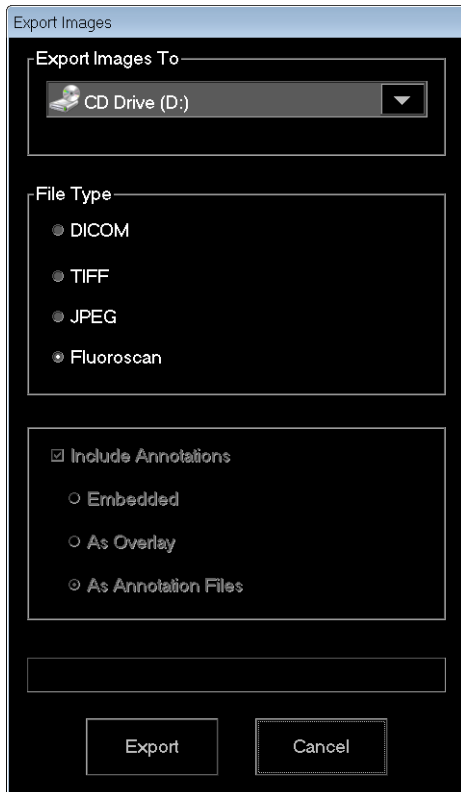 Export Images
Export Images To
CD Drive (D:)
File Type
DICOM
TIFF
JPEG
Fluoroscan
Include Annotations
Embedded
As Overlay
As Annotation Files
Export
Cancel